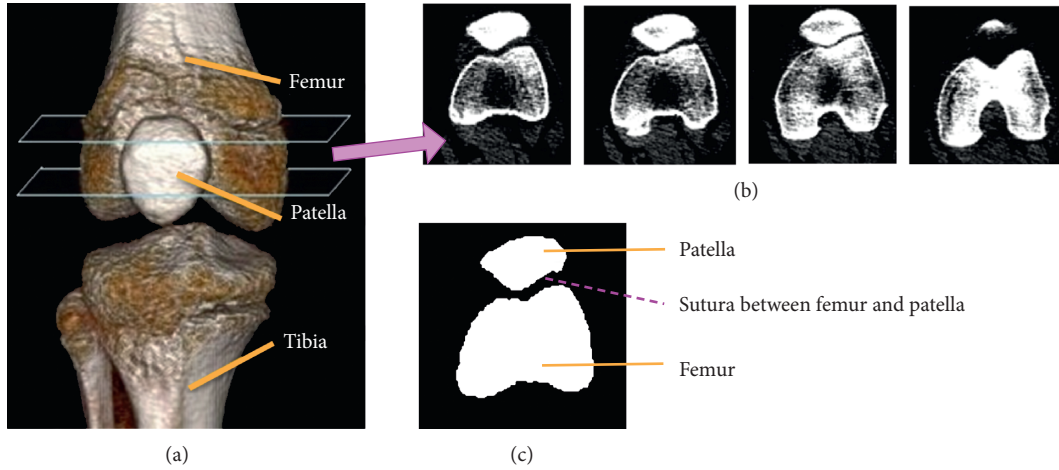 Femur
Patella
Tibia
(a)
(b)
Patella
Sutura between femur and patella
Femur
(c)